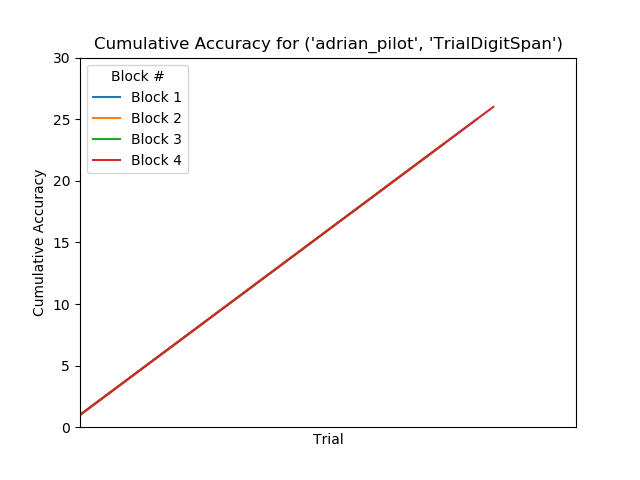 Cumulative Accuracy for ('adrian_pilot', 'TrialDigitSpan')
30
25
20
15
10
5
0
Cumulative Accuracy
Block #
Block 1
Block 2
Block 3
Block 4
Trial